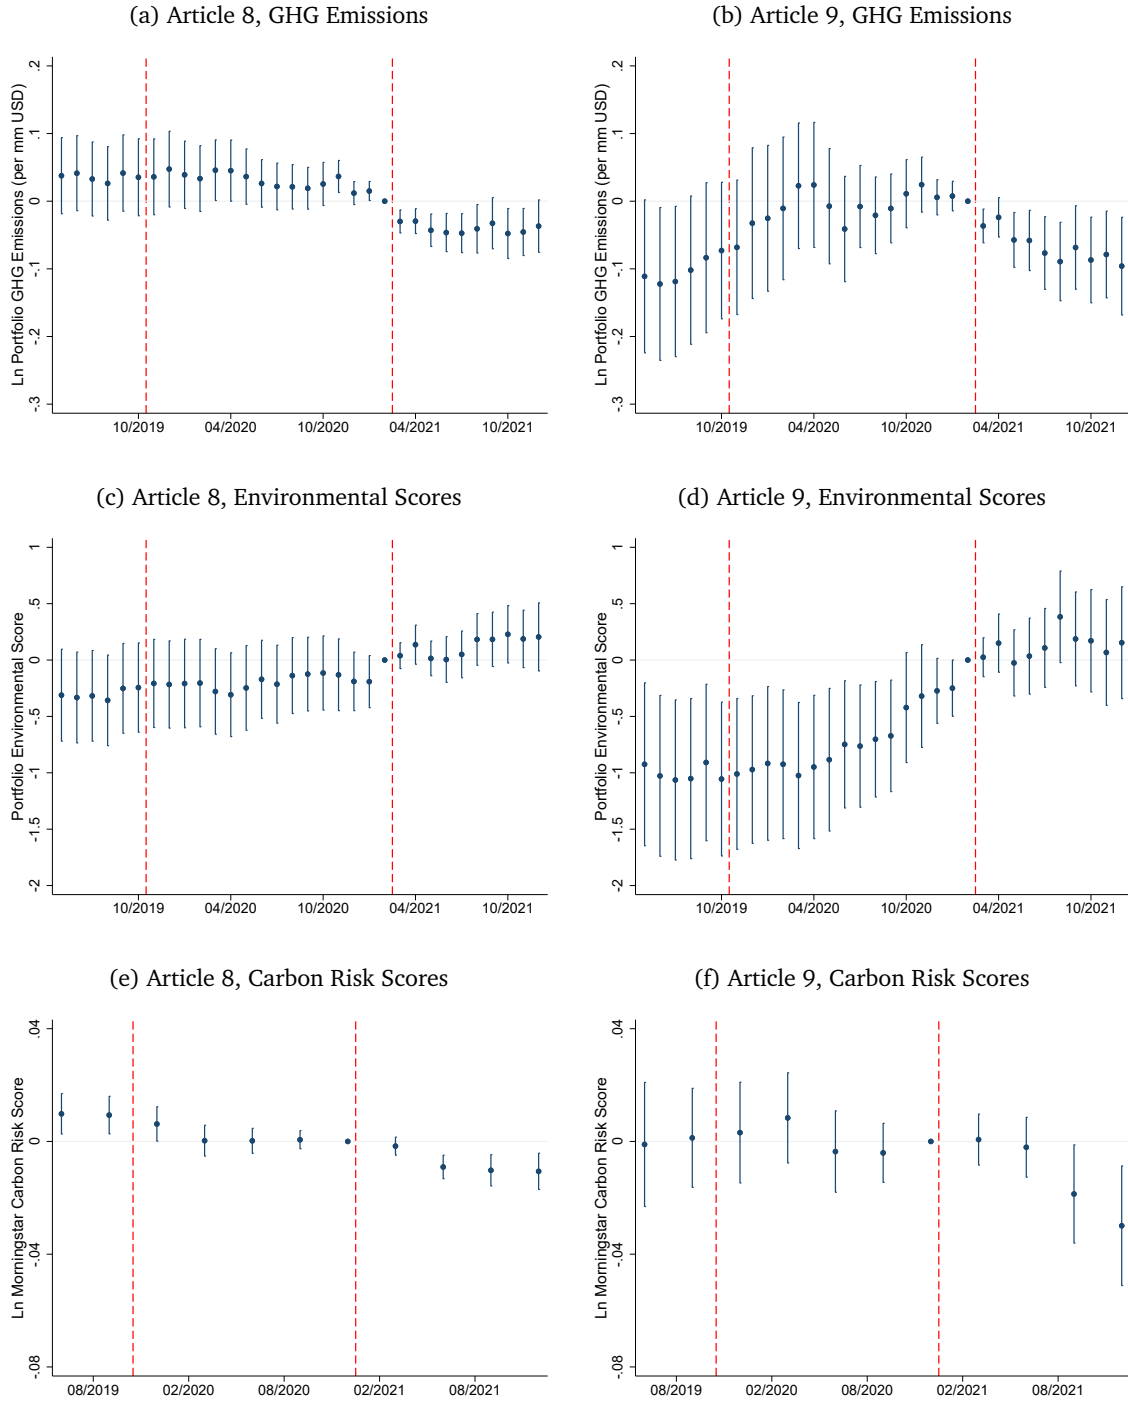 (a) Article 8, GHG Emissions
Ln Portfolio GHG Emissions (per mm USD)
.2
.1
0
-.1
-.2
-.3
10/2019 04/2020 10/2020 04/2021 10/2021
(b) Article 9, GHG Emissions
Ln Portfolio GHG Emissions (per mm USD)
.2
.1
0
-.1
-.2
-.3
10/2019 04/2020 10/2020 04/2021 10/2021
(c) Article 8, Environmental Scores
Portfolio Environmental Score
1
.5
0
-.5
-1
-1.5
-2
10/2019 04/2020 10/2020 04/2021 10/2021
(d) Article 9, Environmental Scores
Portfolio Environmental Score
1
.5
0
-.5
-1
-1.5
-2
10/2019 04/2020 10/2020 04/2021 10/2021
(e) Article 8, Carbon Risk Scores
Ln Morningstar Carbon Risk Score
.04
0
-.04
-.08
08/2019 02/2020 08/2020 02/2021 08/2021
(f) Article 9, Carbon Risk Scores
Ln Morningstar Carbon Risk Score
.04
0
-.04
-.08
08/2019 02/2020 08/2020 02/2021 08/2021